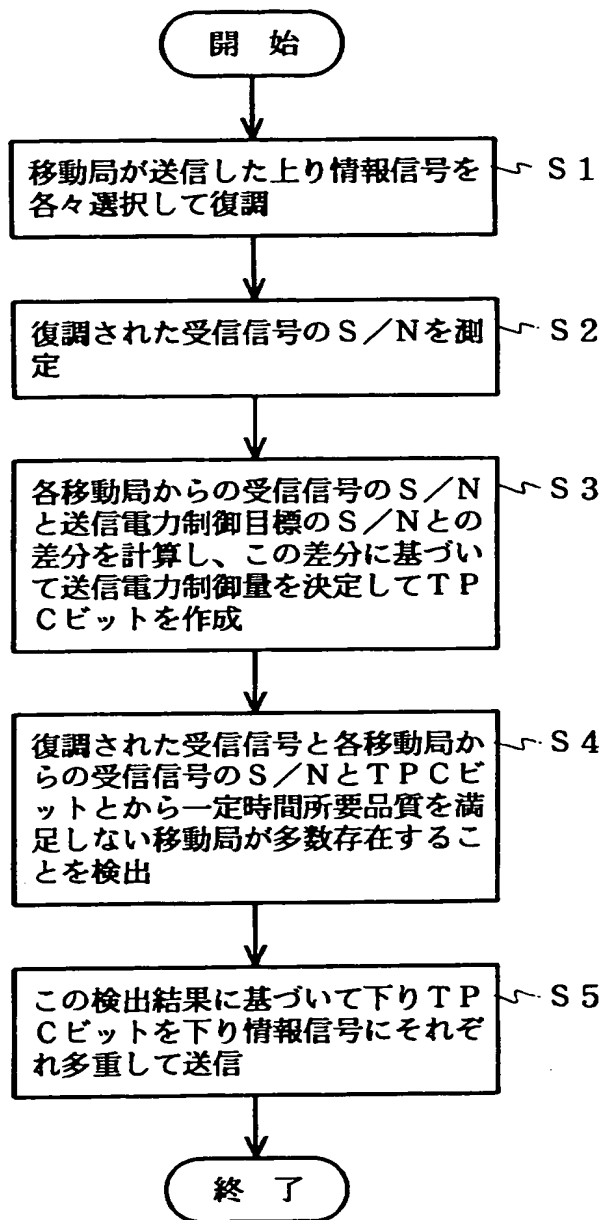 開 始
移動局が送信した上り情報信号を
各々選択して復調
S1
復調された受信信号のS/Nを測
定
S2
各移動局からの受信信号のS/N
と送信電力制御目標のS/Nとの
差分を計算し、この差分に基づい
て送信電力制御量を決定してTP
Cビットを作成
S3
復調された受信信号と各移動局か
らの受信信号のS/NとTPCビ
ットとから一定時間所要品質を満
足しない移動局が多数存在するこ
とを検出
S4
この検出結果に基づいて下りTP
Cビットを下り情報信号にそれぞ
れ多重して送信
S5
終 了